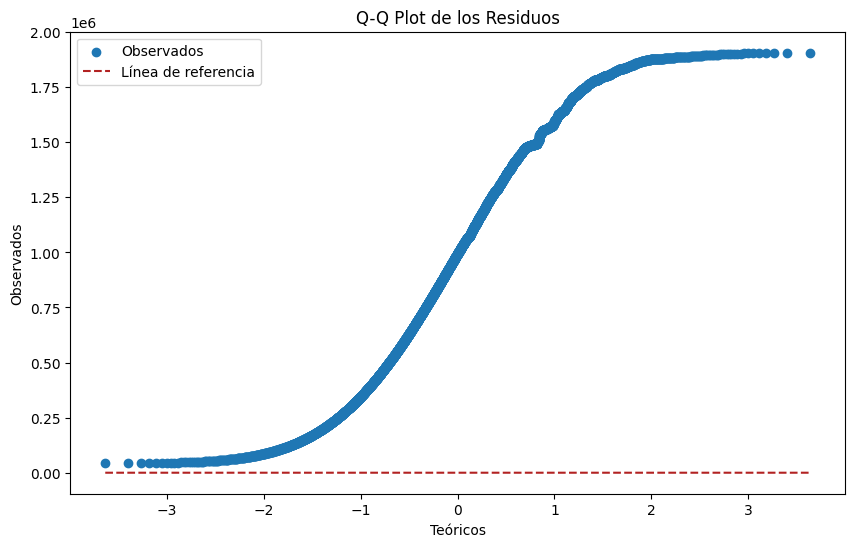 Q-Q Plot de los Residuos
1e6
Observados
Línea de referencia
2.00
1.75
1.50
1.25
1.00
0.75
0.50
0.25
0.00
Observados
−3 −2 −1 0 1 2 3
Teóricos